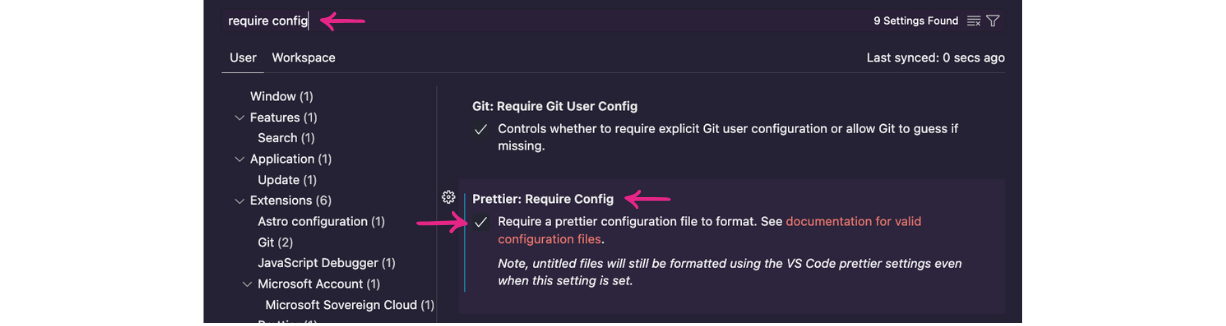 require config
9 Settings Found
User Workspace
Last synced: 0 secs ago
Window (1)
Features (1)
Search (1)
Application (1)
Update (1)
Extensions (6)
Astro configuration (1)
Git (2)
JavaScript Debugger (1)
Microsoft Account (1)
Microsoft Sovereign Cloud (1)
Git: Require Git User Config
Controls whether to require explicit Git user configuration or allow Git to guess if
missing.
Prettier: Require Config
Require a prettier configuration file to format. See documentation for valid
configuration files.
Note, untitled files will still be formatted using the VS Code prettier settings even
when this setting is set.